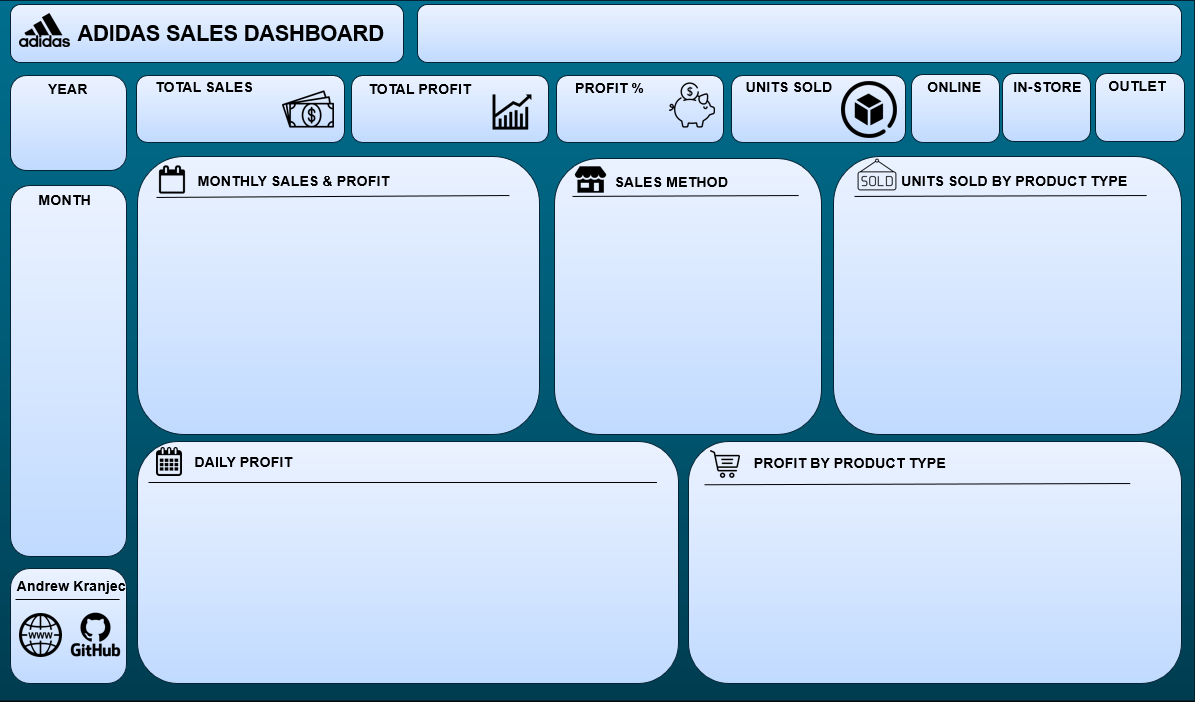 adidas
ADIDAS SALES DASHBOARD
YEAR
TOTAL SALES
$
TOTAL PROFIT
PROFIT %
$
UNITS SOLD
ONLINE
IN-STORE
OUTLET
MONTH
MONTHLY SALES & PROFIT
SALES METHOD
SOLD
UNITS SOLD BY PRODUCT TYPE
DAILY PROFIT
PROFIT BY PRODUCT TYPE
Andrew Kranjec
WWW
GitHub